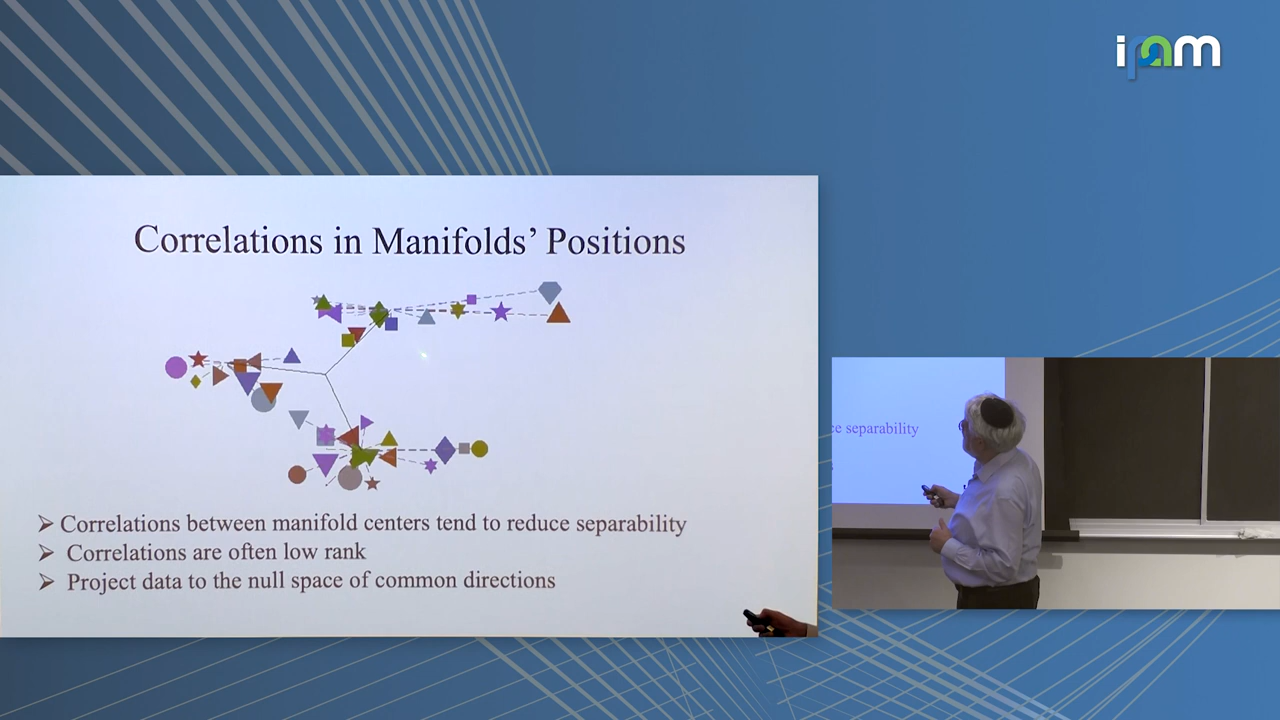 ipam
Correlations in Manifolds' Positions
➢ Correlations between manifold centers tend to reduce separability
➢ Correlations are often low rank
➢ Project data to the null space of common directions
ce separability